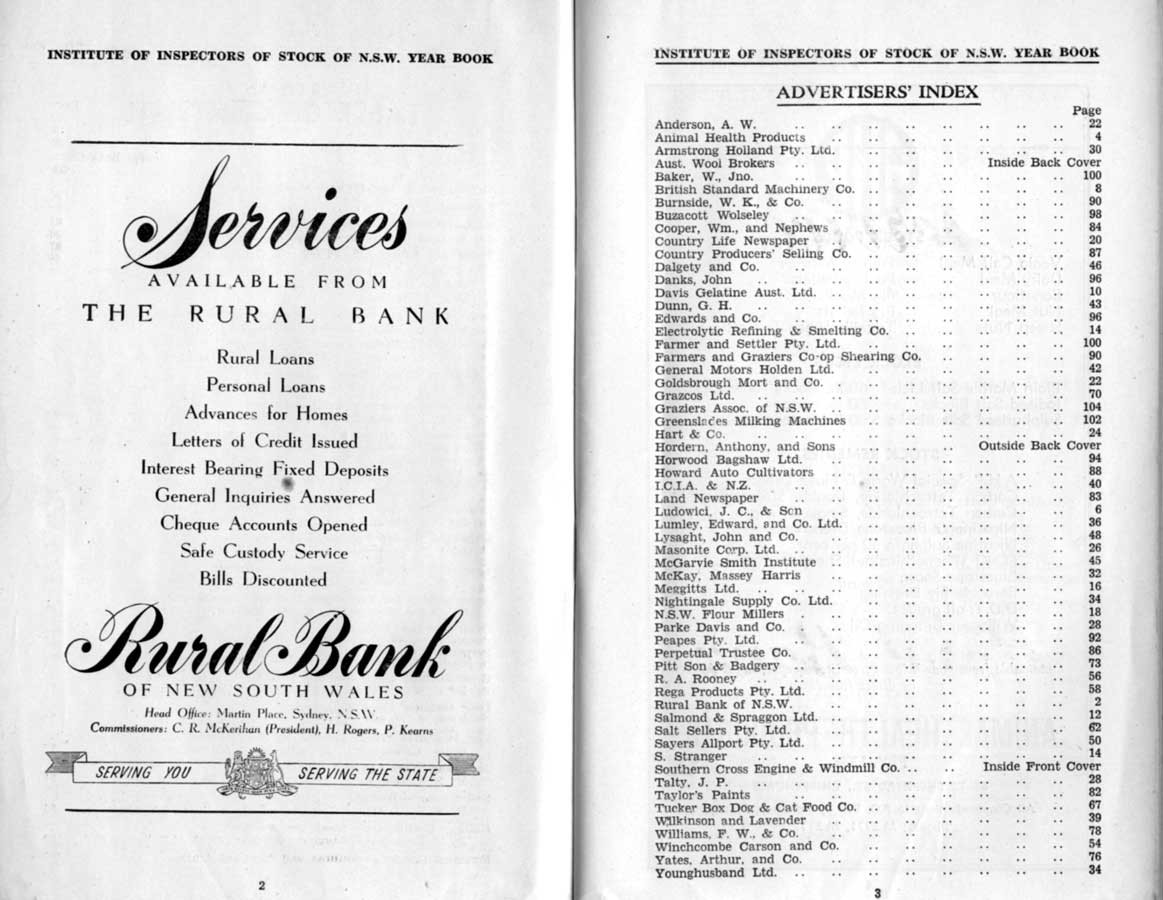 INSTITUTE OF INSPECTORS OF STOCK OF N.S.W. YEAR BOOK
Services
AVAILABLE FROM
THE RURAL BANK
Rural Loans
Personal Loans
Advances for Homes
Letters of Credit Issued
Interest Bearing Fixed Deposits
General Inquiries Answered
Cheque Accounts Opened
Safe Custody Service
Bills Discounted
Rural Bank
OF NEW SOUTH WALES
Head Office: Martin Place, Sydney, N.S.W.
Commissioners: C. R. McKerihan (President), H. Rogers, P. Kearns
SERVING YOU SERVING THE STATE
2
INSTITUTE OF INSPECTORS OF STOCK OF N.S.W. YEAR BOOK
ADVERTISERS' INDEX
Page
Anderson, A. W. .. .. .. .. .. .. .. .. 22
Animal Health Products .. .. .. .. .. .. .. 4
Armstrong Holland Pty. Ltd. .. .. .. .. .. .. 30
Aust. Wool Brokers .. .. .. .. .. Inside Back Cover
Baker, W., Jno. .. .. .. .. .. .. .. .. 100
British Standard Machinery Co. .. .. .. .. .. .. 8
Burnside, W. K., & Co. .. .. .. .. .. .. .. 90
Buzacott Wolseley .. .. .. .. .. .. .. 98
Cooper, Wm., and Nephews .. .. .. .. .. .. 84
Country Life Newspaper .. .. .. .. .. .. .. 20
Country Producers' Selling Co. .. .. .. .. .. .. 87
Dalgety and Co. .. .. .. .. .. .. .. .. 46
Danks, John .. .. .. .. .. .. .. .. .. 96
Davis Gelatine Aust. Ltd. .. .. .. .. .. .. .. 10
Dunn, G. H. .. .. .. .. .. .. .. .. .. 43
Edwards and Co. .. .. .. .. .. .. .. .. 96
Electrolytic Refining & Smelting Co. .. .. .. .. .. 14
Farmer and Settler Pty. Ltd. .. .. .. .. .. .. 100
Farmers and Graziers Co-op Shearing Co. .. .. .. .. 90
General Motors Holden Ltd. .. .. .. .. .. .. 42
Goldsbrough Mort and Co. .. .. .. .. .. .. 22
Grazcos Ltd. .. .. .. .. .. .. .. .. .. 70
Graziers Assoc. of N.S.W. .. .. .. .. .. .. .. 104
Greenslades Milking Machines .. .. .. .. .. .. 102
Hart & Co. .. .. .. .. .. .. .. .. .. 24
Hordern, Anthony, and Sons .. .. .. Outside Back Cover
Horwood Bagshaw Ltd. .. .. .. .. .. .. .. 94
Howard Auto Cultivators .. .. .. .. .. .. .. 88
I.C.I.A. & N.Z. .. .. .. .. .. .. .. .. 40
Land Newspaper .. .. .. .. .. .. .. .. 83
Ludowici, J. C., & Son .. .. .. .. .. .. .. 6
Lumley, Edward, and Co. Ltd. .. .. .. .. .. .. 36
Lysaght, John and Co. .. .. .. .. .. .. .. 48
Masonite Corp. Ltd. .. .. .. .. .. .. .. .. 26
McGarvie Smith Institute .. .. .. .. .. .. .. 45
McKay, Massey Harris .. .. .. .. .. .. .. 32
Meggitts Ltd. .. .. .. .. .. .. .. .. .. 16
Nightingale Supply Co. Ltd. .. .. .. .. .. .. 34
N.S.W. Flour Millers .. .. .. .. .. .. .. .. 18
Parke Davis and Co. .. .. .. .. .. .. .. .. 28
Peapes Pty. Ltd. .. .. .. .. .. .. .. .. 92
Perpetual Trustee Co. .. .. .. .. .. .. .. 86
Pitt Son & Badgery .. .. .. .. .. .. .. .. 73
R. A. Rooney .. .. .. .. .. .. .. .. .. 56
Rega Products Pty. Ltd. .. .. .. .. .. .. .. 58
Rural Bank of N.S.W. .. .. .. .. .. .. .. 2
Salmond & Spraggon Ltd. .. .. .. .. .. .. .. 12
Salt Sellers Pty. Ltd. .. .. .. .. .. .. .. 62
Sayers Allport Pty. Ltd. .. .. .. .. .. .. .. 50
S. Stranger .. .. .. .. .. .. .. .. .. 14
Southern Cross Engine & Windmill Co. .. .. Inside Front Cover
Talty, J. P. .. .. .. .. .. .. .. .. .. 28
Taylor's Paints .. .. .. .. .. .. .. .. 82
Tucker Box Dog & Cat Food Co. .. .. .. .. .. .. 67
Wilkinson and Lavender .. .. .. .. .. .. .. 39
Williams, F. W., & Co. .. .. .. .. .. .. .. 78
Winchcombe Carson and Co. .. .. .. .. .. .. 54
Yates, Arthur, and Co. .. .. .. .. .. .. .. 76
Younghusband Ltd. .. .. .. .. .. .. .. .. 34
3